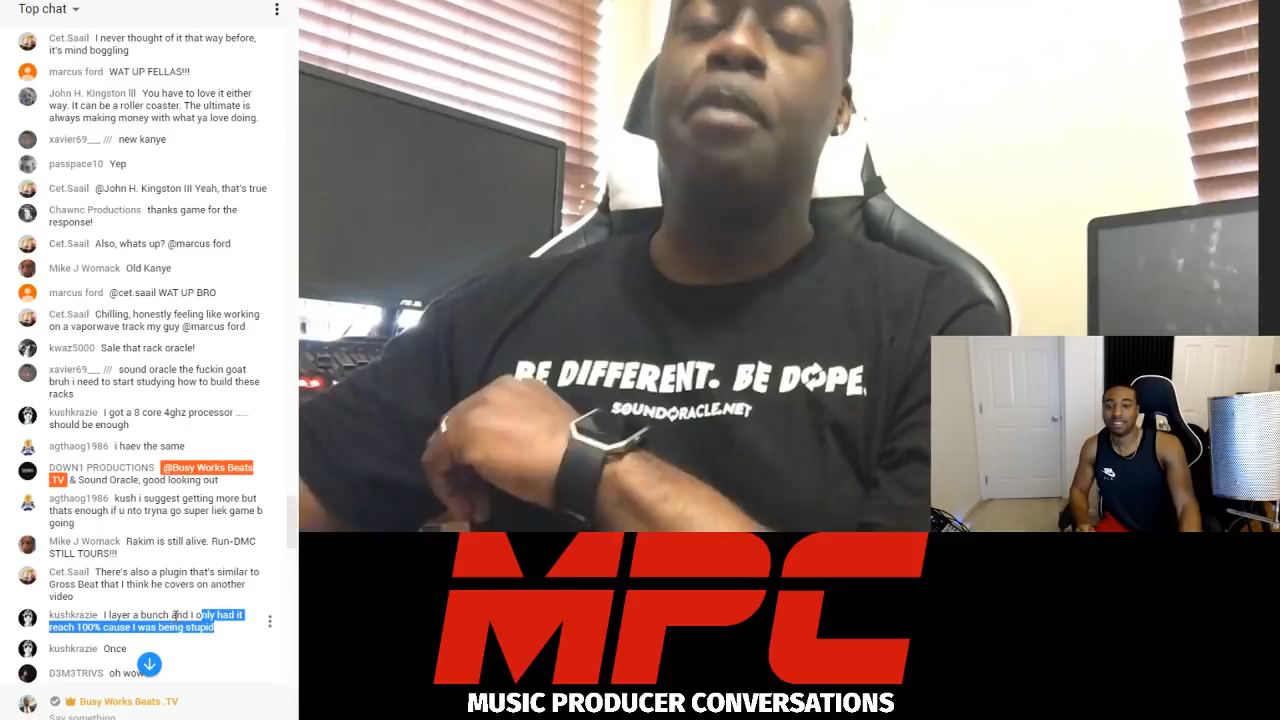 Top chat
Cet.Saail I never thought of it that way before,
it's mind boggling
marcus ford WAT UP FELLAS!!!
John H. Kingston III You have to love it either
way. It can be a roller coaster. The ultimate is
always making money with what ya love doing.
xavier69___ /// new kanye
passpace10 Yep
Cet.Saail @John H. Kingston III Yeah, that's true
Chawnc Productions thanks game for the
response!
Cet.Saail Also, whats up? @marcus ford
Mike J Womack Old Kanye
marcus ford @cet.saail WAT UP BRO
Cet.Saail Chilling, honestly feeling like working
on a vaporwave track my guy @marcus ford
kwaz5000 Sale that rack oracle!
xavier69___ /// sound oracle the fuckin goat
bruh i need to start studying how to build these
racks
kushkrazie I got a 8 core 4ghz processor .....
should be enough
agthaog1986 i haev the same
DOWN1 PRODUCTIONS @Busy Works Beats
.TV & Sound Oracle, good looking out
agthaog1986 kush i suggest getting more but
thats enough if u nto tryna go super liek game b
going
Mike J Womack Rakim is still alive. Run-DMC
STILL TOURS!!!
Cet.Saail There's also a plugin that's similar to
Gross Beat that I think he covers on another
video
kushkrazie I layer a bunch and I only had it
reach 100% cause I was being stupid
kushkrazie Once
D3M3TRIVS oh wow
Busy Works Beats .TV
Say something
BE DIFFERENT. BE DOPE.
SOUNDORACLE.NET
MPC
MUSIC PRODUCER CONVERSATIONS